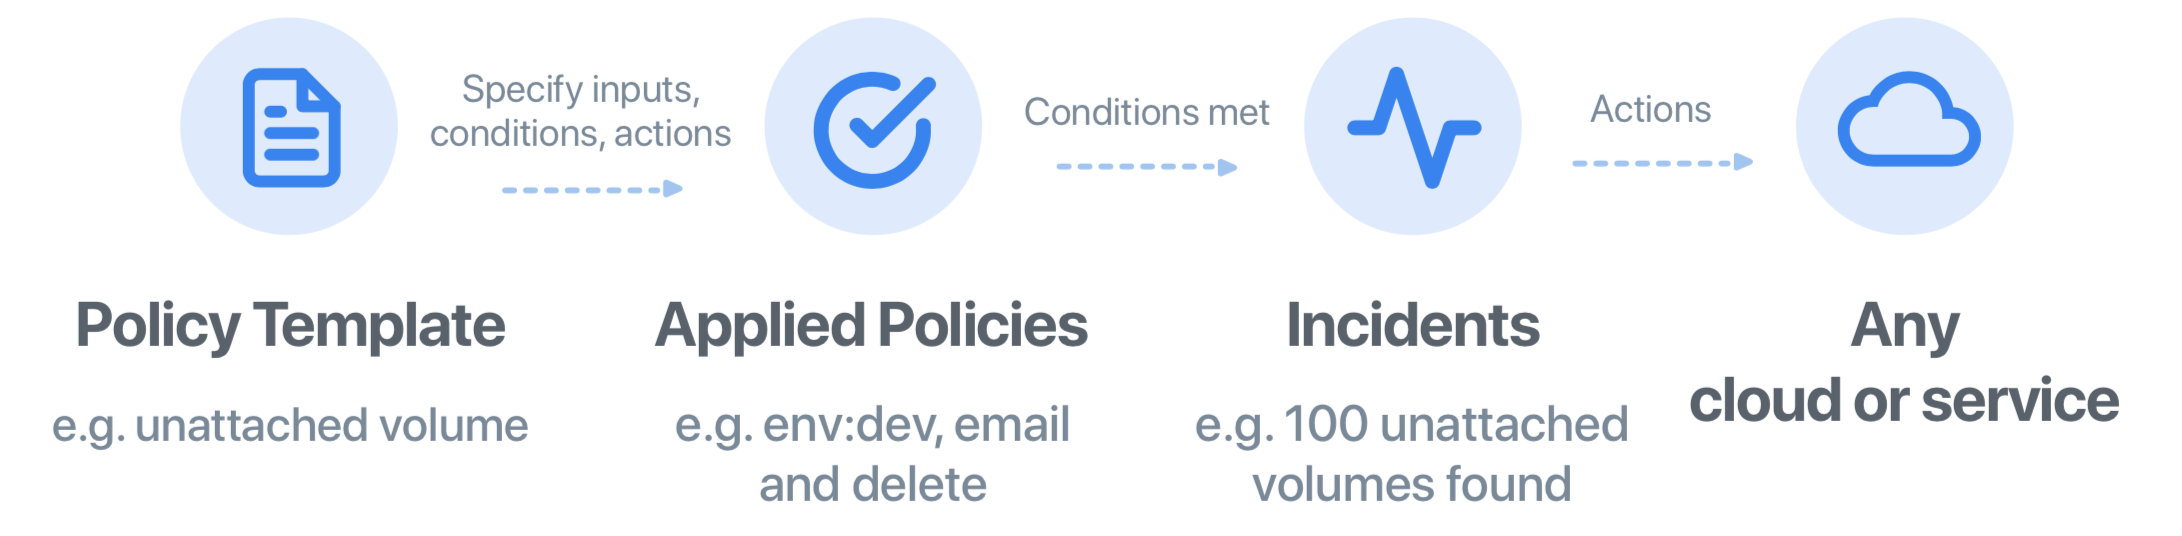 Specify inputs,
conditions, actions
Conditions met
Actions
Policy Template
e.g. unattached volume
Applied Policies
e.g. env:dev, email
and delete
Incidents
e.g. 100 unattached
volumes found
Any
cloud or service